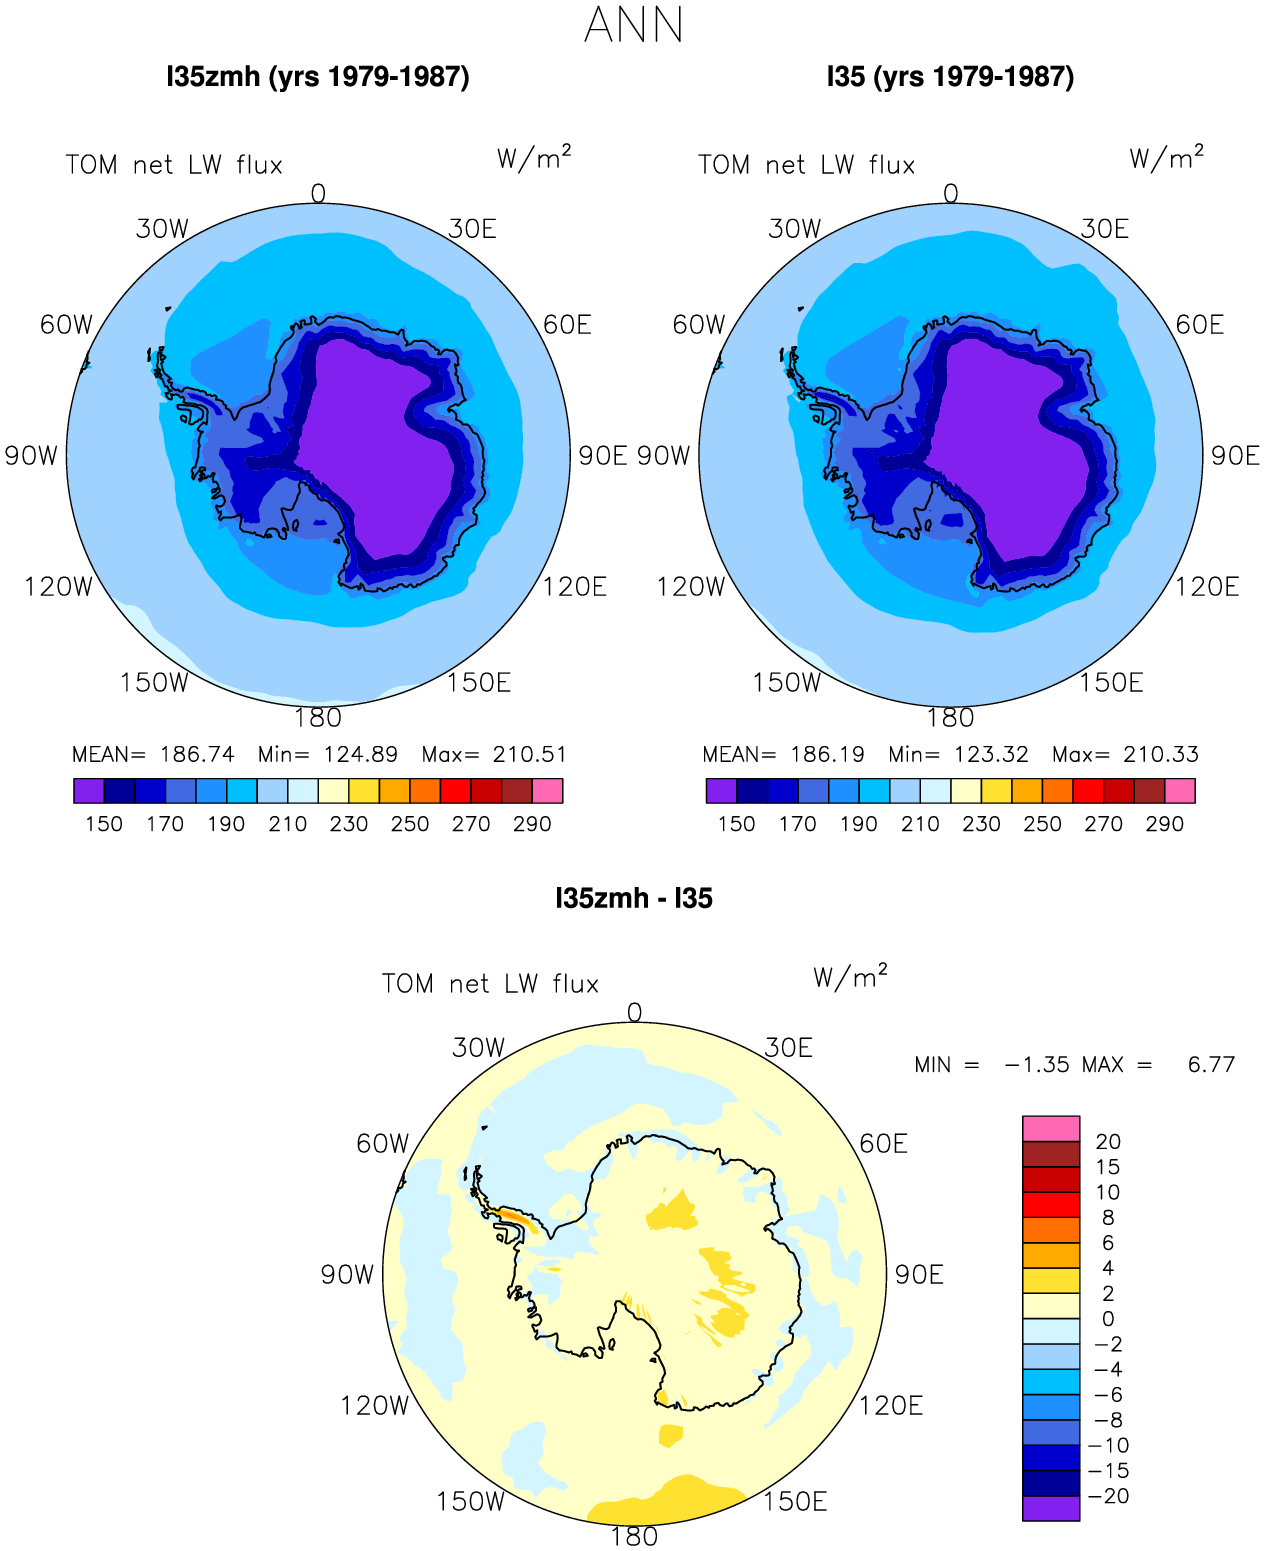 ANN
I35zmh (yrs 1979-1987)
I35 (yrs 1979-1987)
TOM net LW flux W/m²
TOM net LW flux W/m²
0
30W 30E
60W 60E
90W 90E
120W 120E
150W 150E
180
0
30W 30E
60W 60E
90W 90E
120W 120E
150W 150E
180
MEAN= 186.74 Min= 124.89 Max= 210.51
150 170 190 210 230 250 270 290
MEAN= 186.19 Min= 123.32 Max= 210.33
150 170 190 210 230 250 270 290
I35zmh - I35
TOM net LW flux W/m²
0
30W 30E
60W 60E
90W 90E
120W 120E
150W 150E
180
MIN = −1.35 MAX = 6.77
20
15
10
8
6
4
2
0
−2
−4
−6
−8
−10
−15
−20